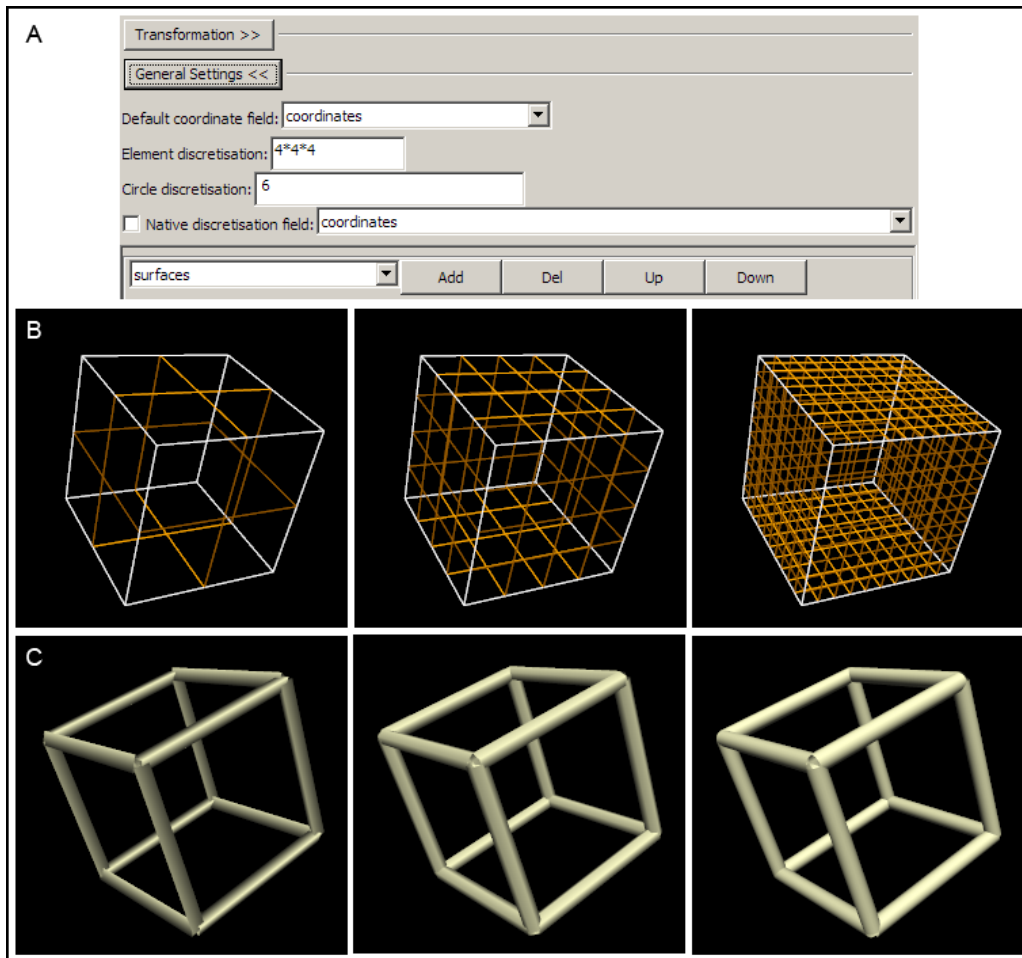 A
Transformation >>
General Settings <<
Default coordinate field: coordinates
Element discretisation: 4*4*4
Circle discretisation: 6
Native discretisation field: coordinates
surfaces Add Del Up Down
B
C